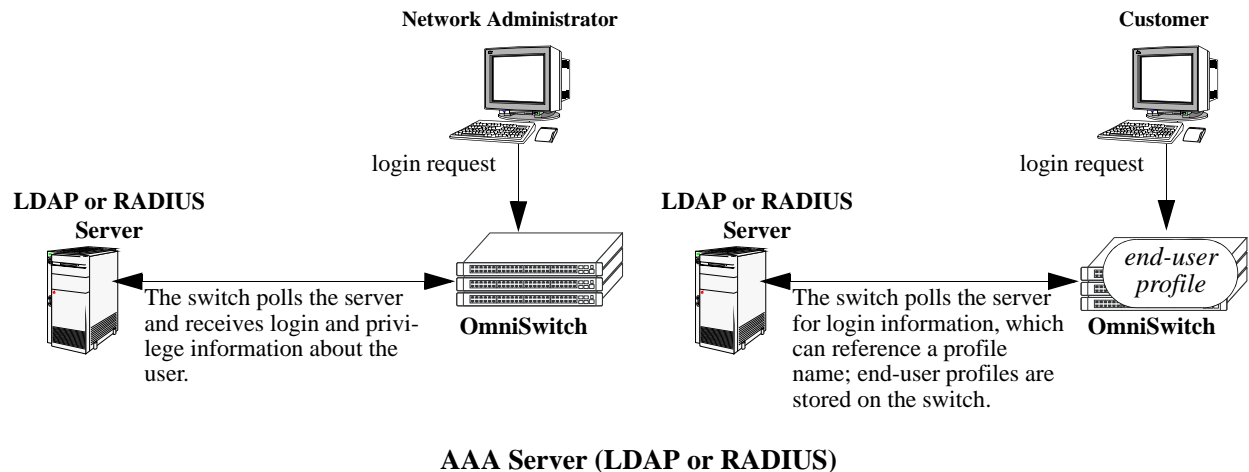 Network Administrator
login request
LDAP or RADIUS
Server
The switch polls the server
and receives login and privi-
lege information about the
user.
OmniSwitch
Customer
login request
LDAP or RADIUS
Server
end-user
profile
The switch polls the server
for login information, which
can reference a profile
name; end-user profiles are
stored on the switch.
OmniSwitch
AAA Server (LDAP or RADIUS)